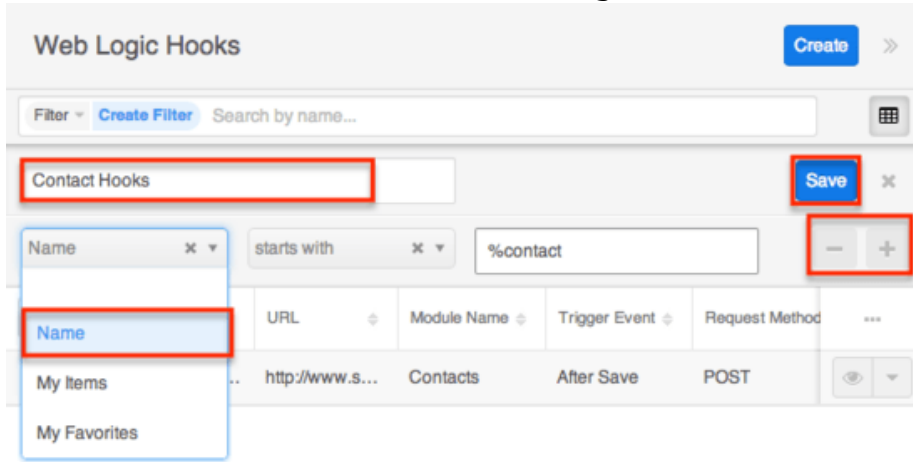 Web Logic Hooks
Create
Filter Create Filter Search by name...
Contact Hooks
Save
Name starts with %contact
URL Module Name Trigger Event Request Method
Name
.. http://www.s... Contacts After Save POST
My Items
My Favorites